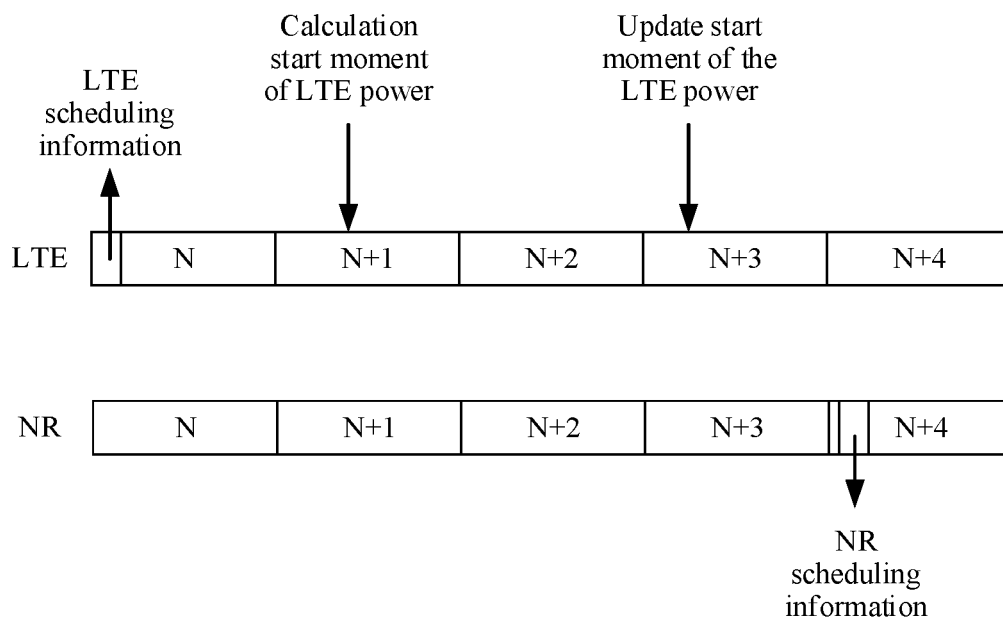 Calculation
start moment
of LTE power
Update start
moment of the
LTE power
LTE
scheduling
information
LTE N N+1 N+2 N+3 N+4
NR N N+1 N+2 N+3 N+4
NR
scheduling
information